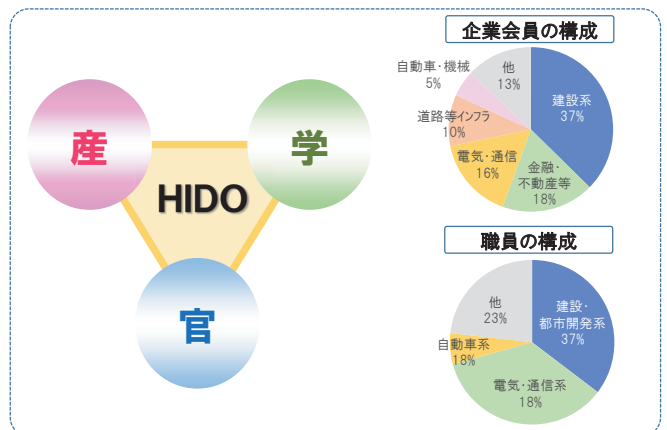 産
学
HIDO
官
企業会員の構成
建設系
37%
金融・
不動産等
18%
電気・通信
16%
道路等インフラ
10%
自動車・機械
5%
他
13%
職員の構成
建設・
都市開発系
37%
電気・通信系
18%
自動車系
18%
他
23%